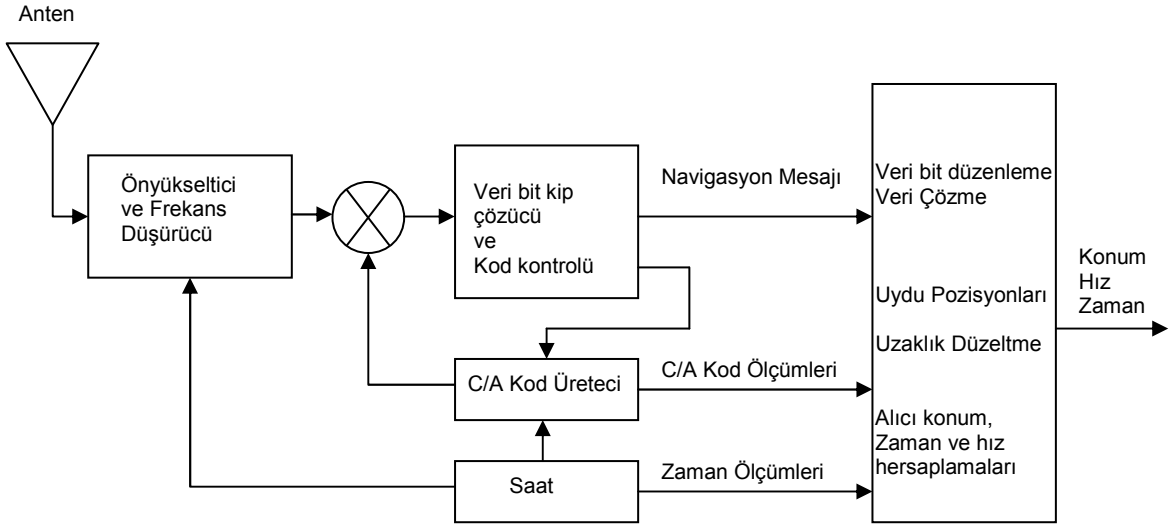 Anten
Önyükseltici
ve Frekans
Düşürücü
Veri bit kip
çözücü
ve
Kod kontrolü
Navigasyon Mesajı
Veri bit düzenleme
Veri Çözme
Uydu Pozisyonları
Uzaklık Düzeltme
Alıcı konum,
Zaman ve hız
hersaplamaları
Konum
Hız
Zaman
C/A Kod Üreteci
C/A Kod Ölçümleri
Saat
Zaman Ölçümleri